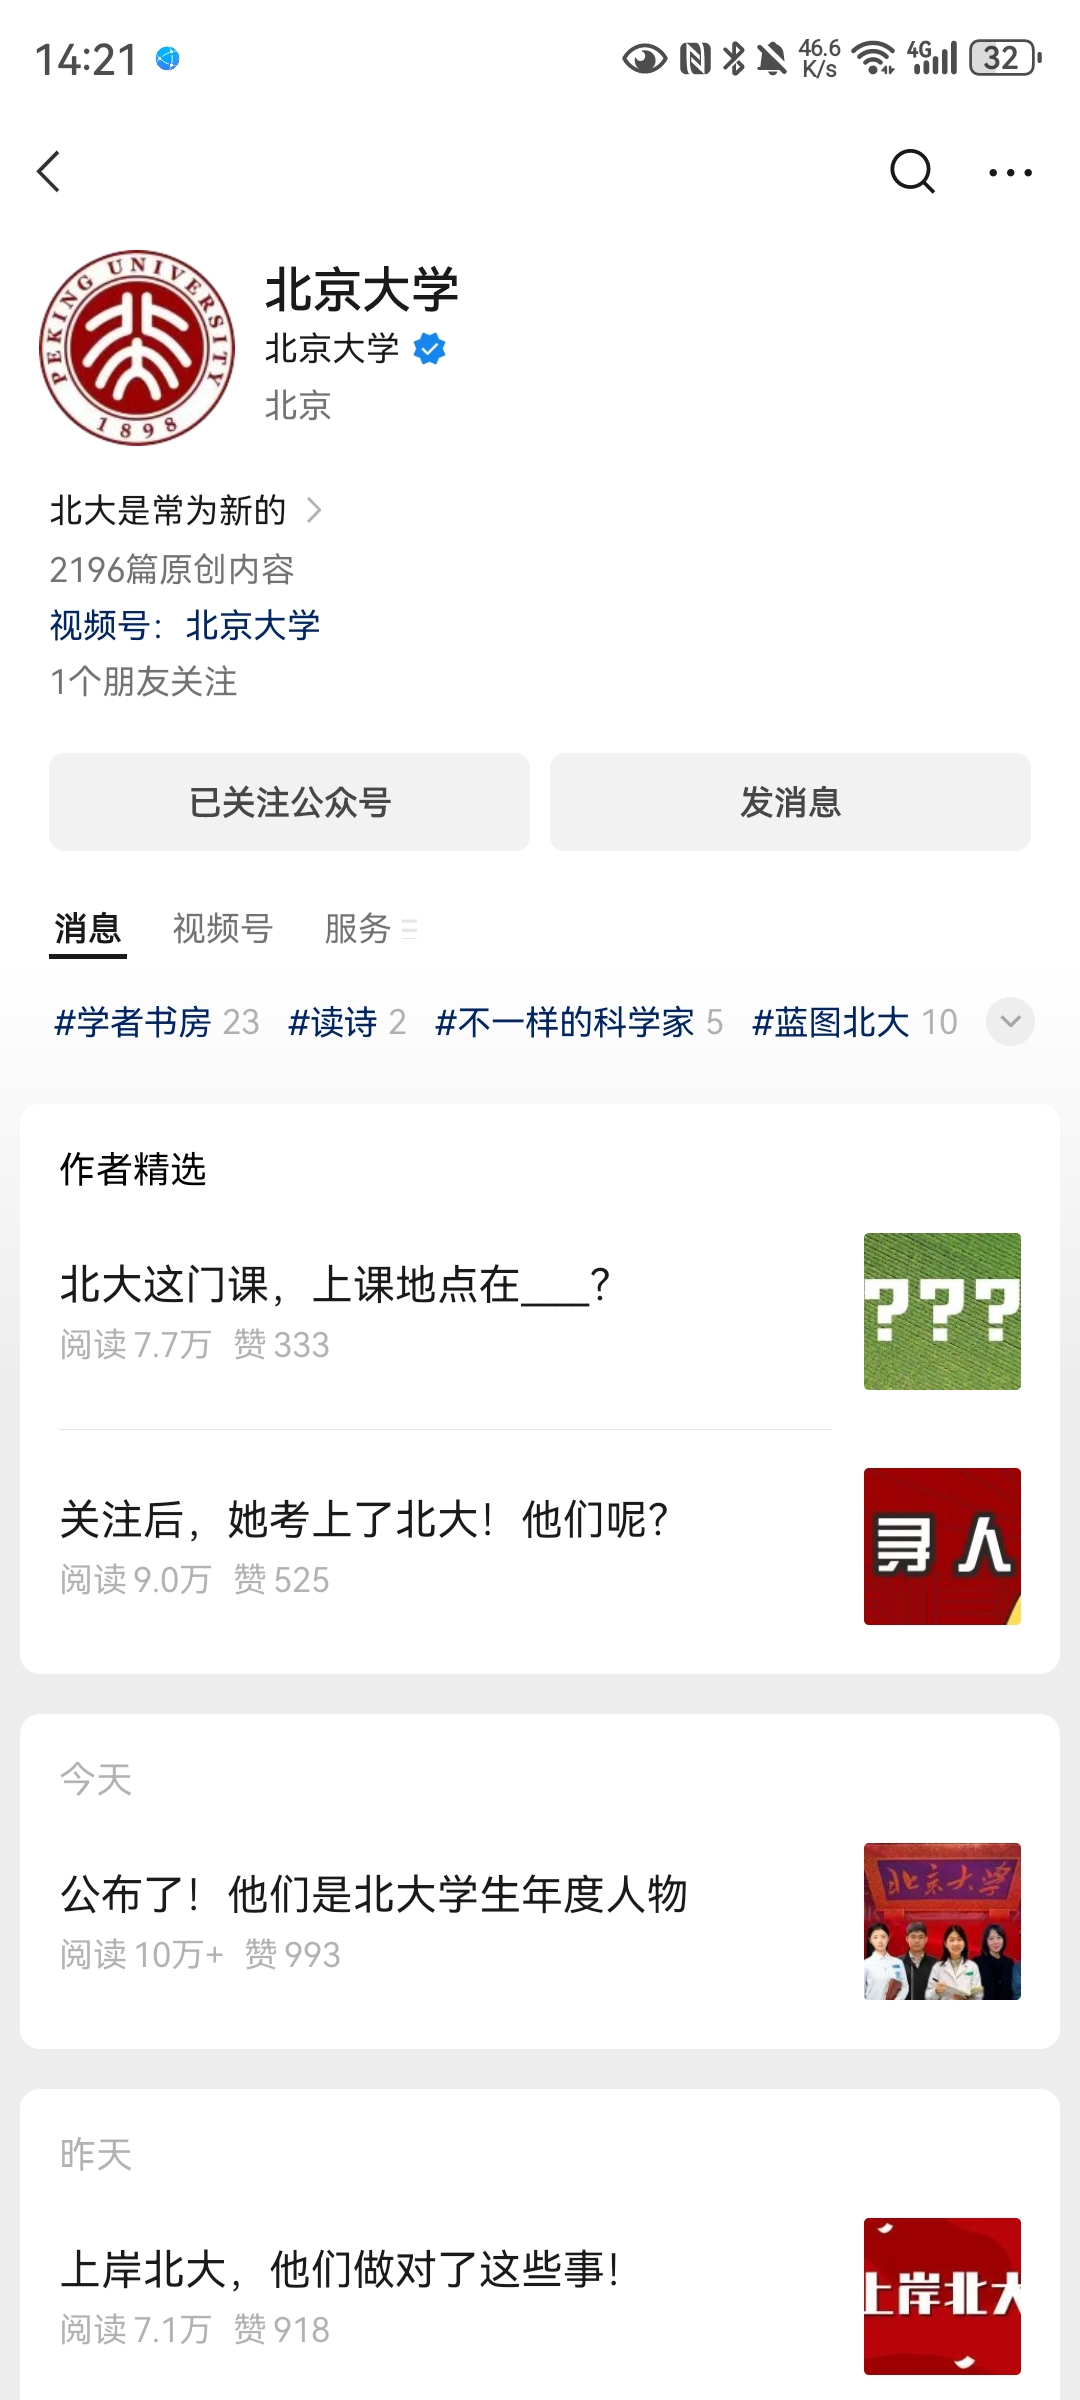 14:21
46.6
K/s
4G
32
PEKING UNIVERSITY
1898
北京大学
北京大学
北京
北大是常为新的
2196篇原创内容
视频号：北京大学
1个朋友关注
已关注公众号 发消息
消息 视频号 服务
#学者书房 23 #读诗 2 #不一样的科学家 5 #蓝图北大 10
作者精选
北大这门课，上课地点在___？
阅读 7.7万 赞 333
???
关注后，她考上了北大！他们呢？
阅读 9.0万 赞 525
寻人
今天
公布了！他们是北大学生年度人物
阅读 10万+ 赞 993
北京大学
昨天
上岸北大，他们做对了这些事！
阅读 7.1万 赞 918
上岸北大